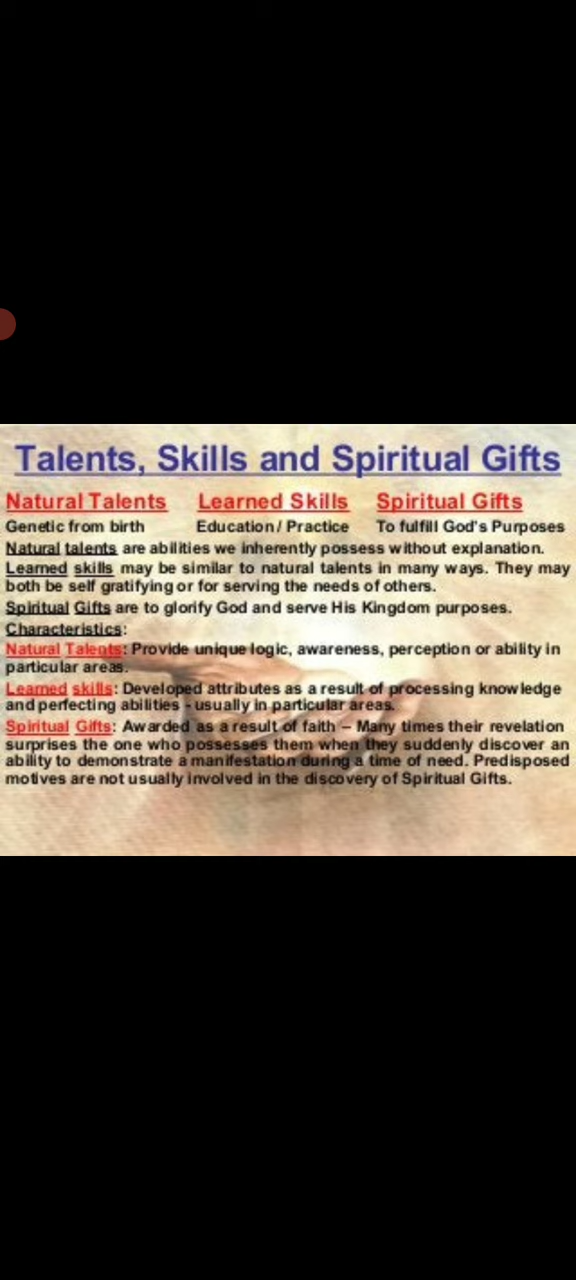 Talents, Skills and Spiritual Gifts
Natural Talents Learned Skills Spiritual Gifts
Genetic from birth Education / Practice To fulfill God's Purposes
Natural talents are abilities we inherently possess without explanation.
Learned skills may be similar to natural talents in many ways. They may
both be self gratifying or for serving the needs of others.
Spiritual Gifts are to glorify God and serve His Kingdom purposes.
Characteristics:
Natural Talents: Provide unique logic, awareness, perception or ability in
particular areas.
Learned skills: Developed attributes as a result of processing knowledge
and perfecting abilities - usually in particular areas.
Spiritual Gifts: Awarded as a result of faith – Many times their revelation
surprises the one who possesses them when they suddenly discover an
ability to demonstrate a manifestation during a time of need. Predisposed
motives are not usually involved in the discovery of Spiritual Gifts.